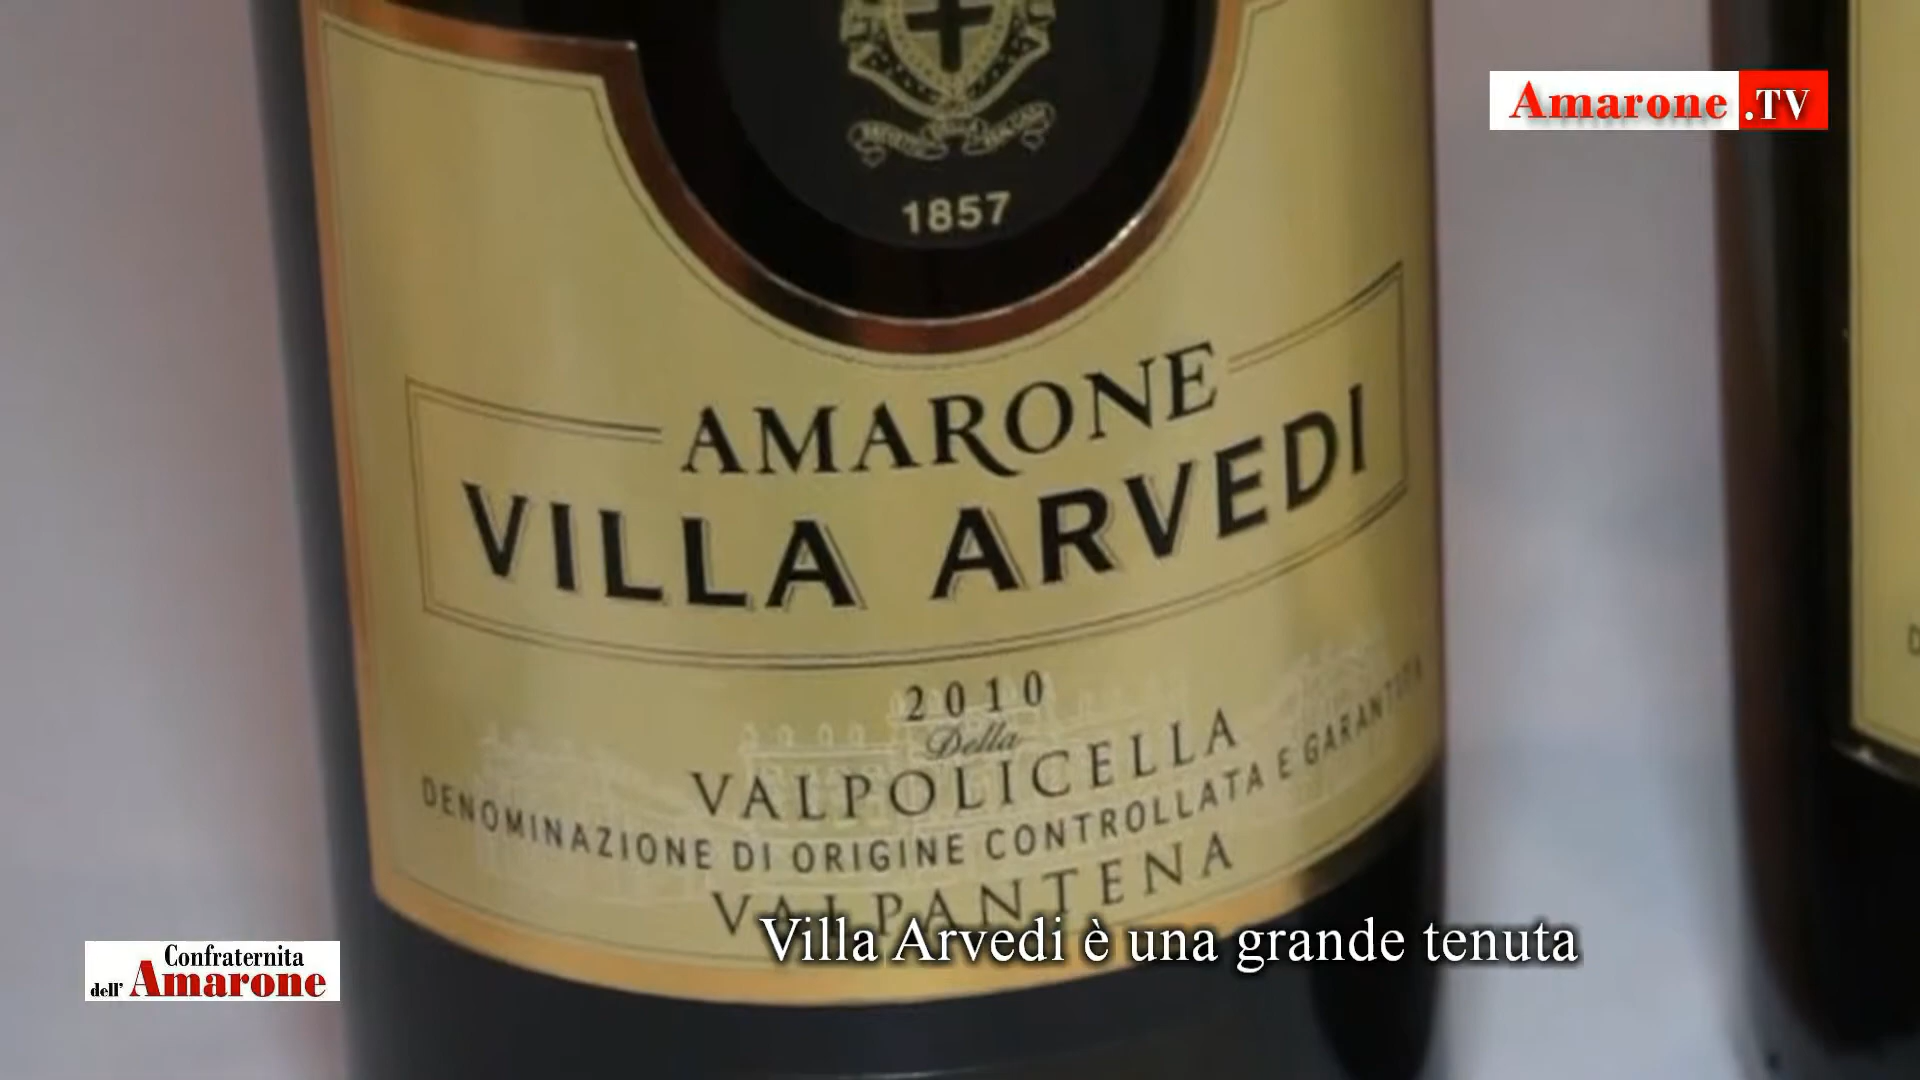 Amarone.TV
1857
AMARONE
VILLA ARVEDI
2010
Della
VALPOLICELLA
DENOMINAZIONE DI ORIGINE CONTROLLATA E GARANTITA
VALPANTENA
Villa Arvedi è una grande tenuta
Confraternita
dell' Amarone